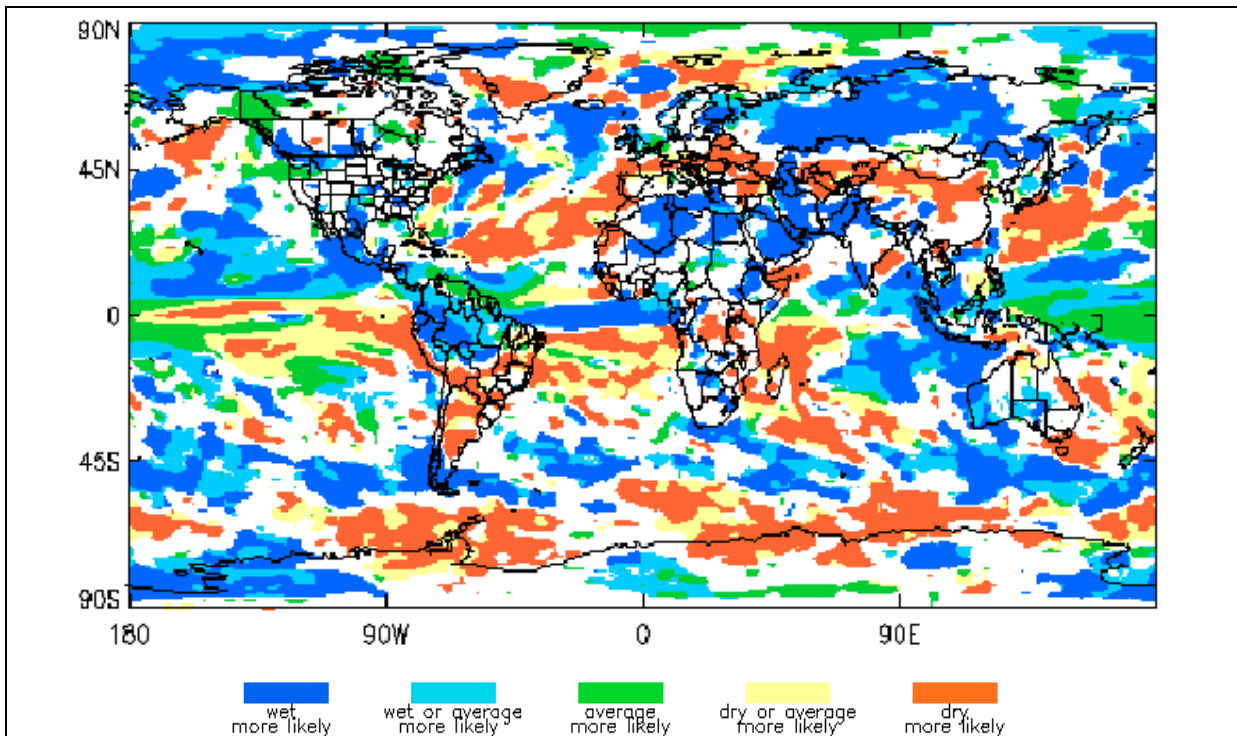 90N
45N
0
45S
90S
180 90W 0 90E
wet
more likely
wet or average
more likely
average
more likely
dry or average
more likely
dry
more likely